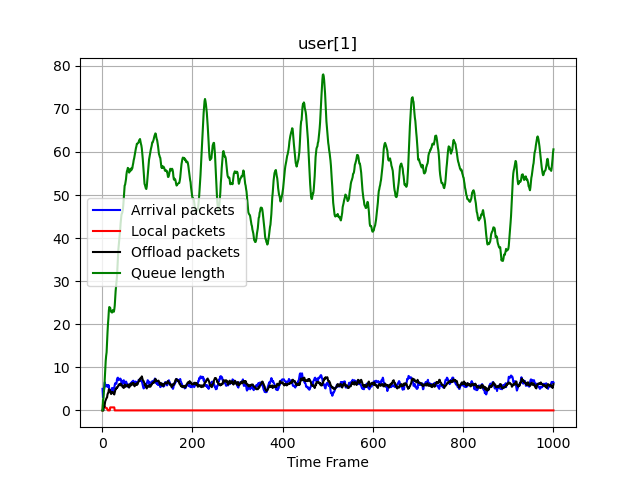 user[1]
80
70
60
50
40
30
20
10
0
Arrival packets
Local packets
Offload packets
Queue length
0 200 400 600 800 1000
Time Frame